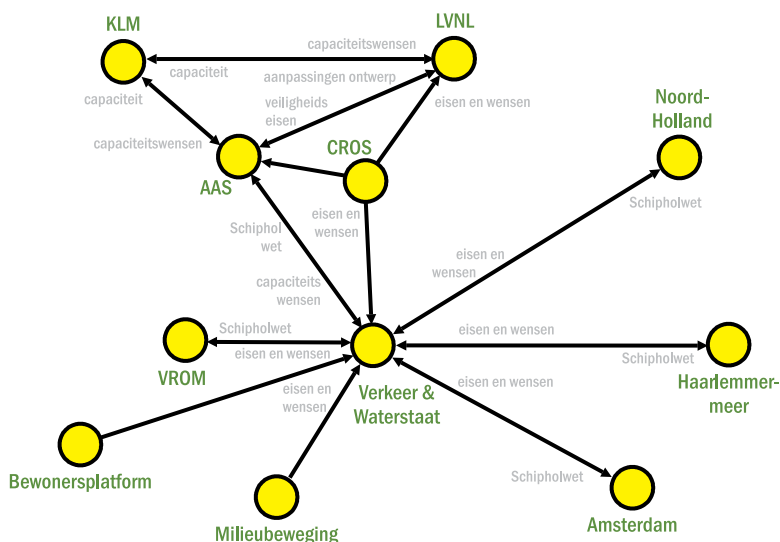 KLM
LVNL
capaciteitswensen
capaciteit
aanpassingen ontwerp
capaciteit
veiligheids
eisen
eisen en wensen
Noord-
Holland
capaciteitswensen
CROS
AAS
eisen en
wensen
Schipholwet
Schiphol
wet
eisen en
wensen
capaciteits
wensen
Schipholwet
eisen en wensen
eisen en wensen
Schipholwet
VROM
eisen en
wensen
Verkeer &
Waterstaat
eisen en wensen
Haarlemmer-
meer
Bewonersplatform
Schipholwet
Milieubeweging
Amsterdam